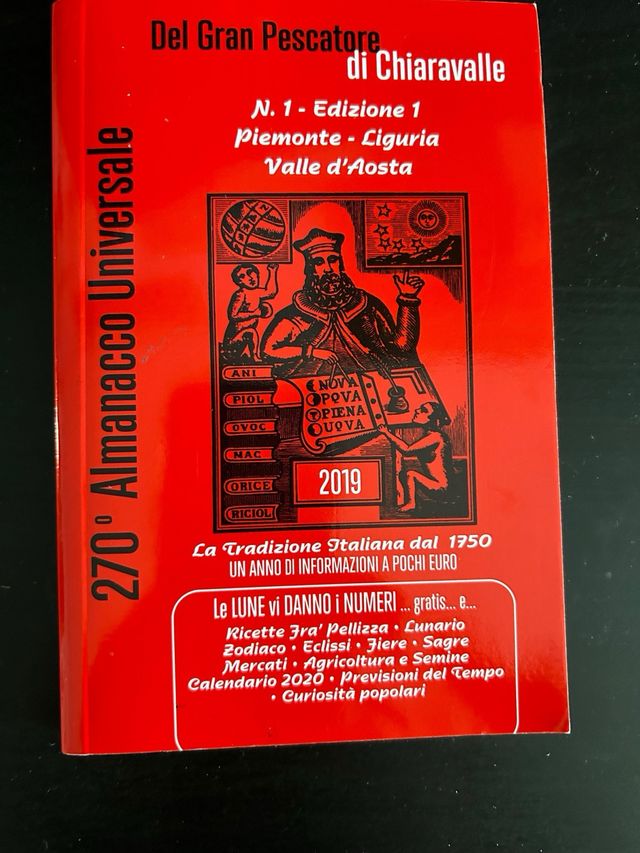 Del Gran Pescatore
di Chiaravalle
270° Almanacco Universale
N. 1 - Edizione 1
Piemonte - Liguria
Valle d'Aosta
ANI
PIOL
OVOC
MAC
ORICE
RICIOL
NOVA
PQVA
PIENA
UQVA
2019
La Tradizione Italiana dal 1750
UN ANNO DI INFORMAZIONI A POCHI EURO
Le LUNE vi DANNO i NUMERI ... gratis... e...
Ricette Fra' Pellizza • Lunario
Zodiaco • Eclissi • Fiere • Sagre
Mercati • Agricoltura e Semine
Calendario 2020 • Previsioni del Tempo
• Curiosità popolari